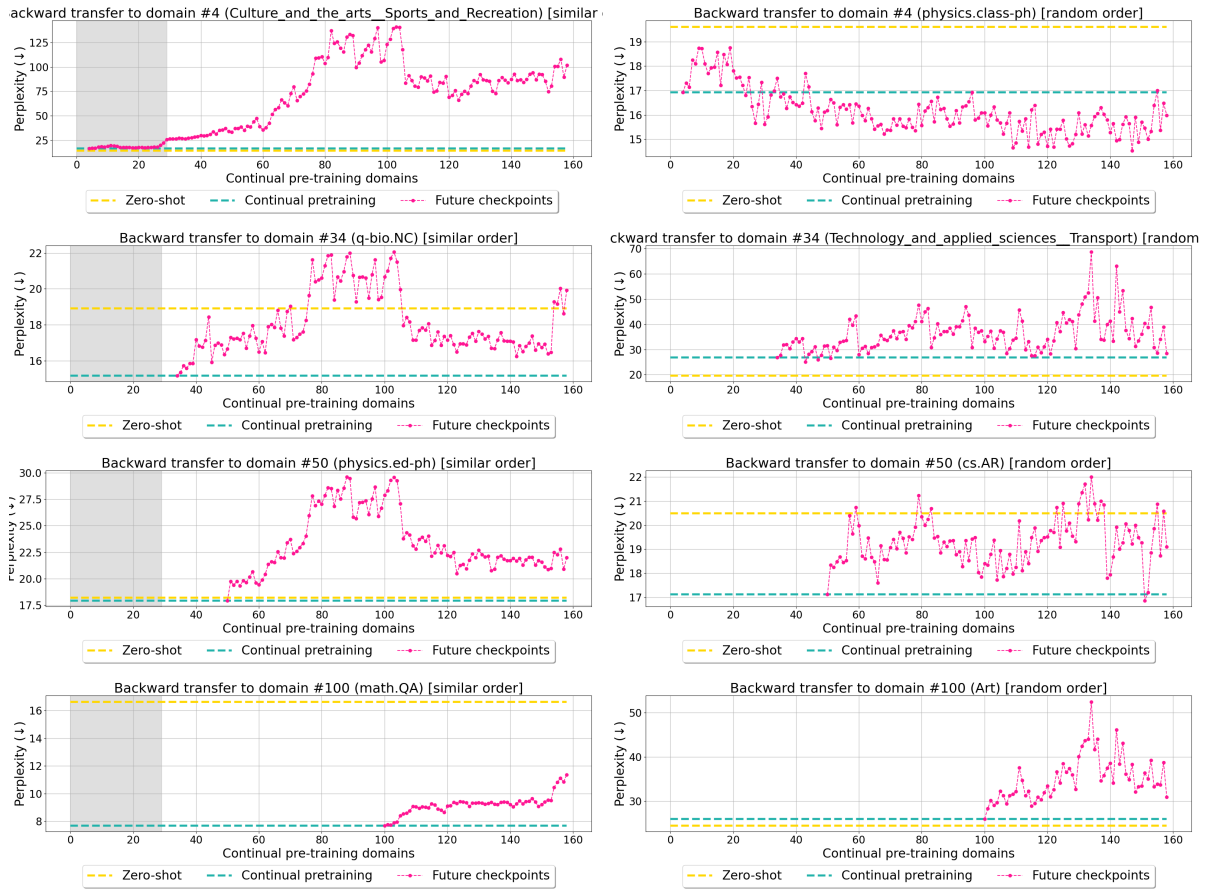 ackward transfer to domain #4 (Culture_and_the_arts__Sports_and_Recreation) [similar
Perplexity (↓)
125
100
75
50
25
0 20 40 60 80 100 120 140 160
Continual pre-training domains
Zero-shot Continual pretraining Future checkpoints
Backward transfer to domain #4 (physics.class-ph) [random order]
Perplexity (↓)
19
18
17
16
15
0 20 40 60 80 100 120 140 160
Continual pre-training domains
Zero-shot Continual pretraining Future checkpoints
Backward transfer to domain #34 (q-bio.NC) [similar order]
Perplexity (↓)
22
20
18
16
0 20 40 60 80 100 120 140 160
Continual pre-training domains
Zero-shot Continual pretraining Future checkpoints
ckward transfer to domain #34 (Technology_and_applied_sciences__Transport) [random
Perplexity (↓)
70
60
50
40
30
20
0 20 40 60 80 100 120 140 160
Continual pre-training domains
Zero-shot Continual pretraining Future checkpoints
Backward transfer to domain #50 (physics.ed-ph) [similar order]
Perplexity (↓)
30.0
27.5
25.0
22.5
20.0
17.5
0 20 40 60 80 100 120 140 160
Continual pre-training domains
Zero-shot Continual pretraining Future checkpoints
Backward transfer to domain #50 (cs.AR) [random order]
Perplexity (↓)
22
21
20
19
18
17
0 20 40 60 80 100 120 140 160
Continual pre-training domains
Zero-shot Continual pretraining Future checkpoints
Backward transfer to domain #100 (math.QA) [similar order]
Perplexity (↓)
16
14
12
10
8
0 20 40 60 80 100 120 140 160
Continual pre-training domains
Zero-shot Continual pretraining Future checkpoints
Backward transfer to domain #100 (Art) [random order]
Perplexity (↓)
50
40
30
0 20 40 60 80 100 120 140 160
Continual pre-training domains
Zero-shot Continual pretraining Future checkpoints